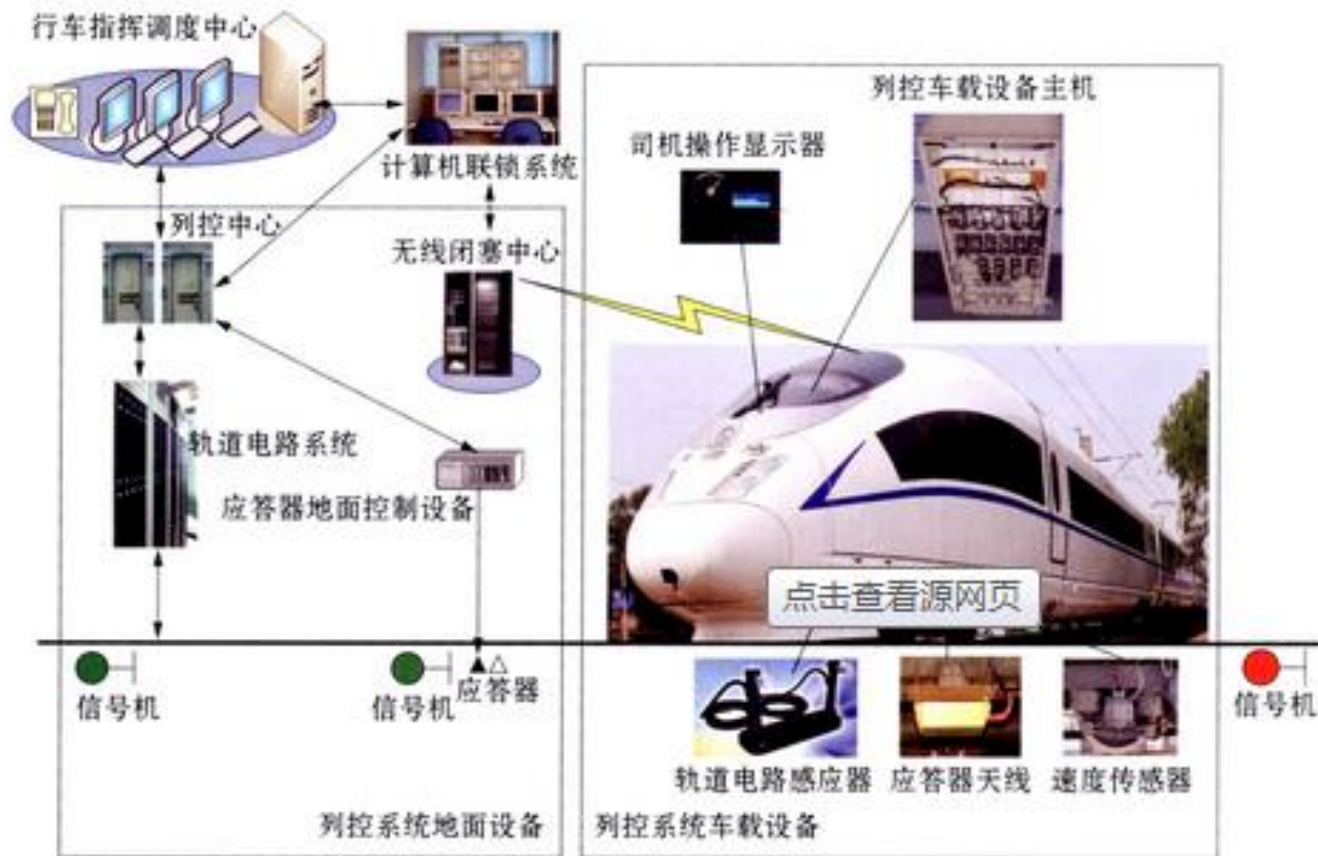 行车指挥调度中心
列控车载设备主机
司机操作显示器
计算机联锁系统
列控中心
无线闭塞中心
轨道电路系统
应答器地面控制设备
点击查看源网页
信号机
信号机
应答器
信号机
轨道电路感应器
应答器天线
速度传感器
列控系统地面设备
列控系统车载设备